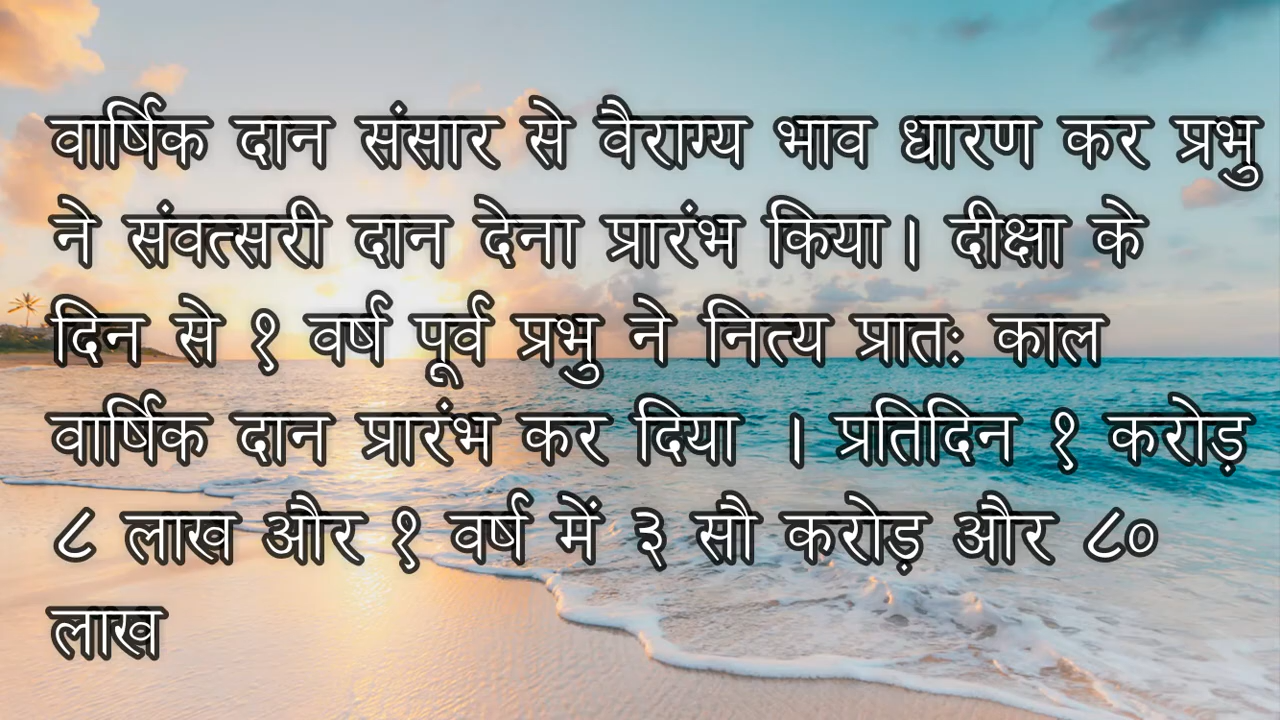 वार्षिक दान संसार से वैराग्य भाव धारण कर प्रभु
ने संवत्सरी दान देना प्रारंभ किया। दीक्षा के
दिन से १ वर्ष पूर्व प्रभु ने नित्य प्रातः काल
वार्षिक दान प्रारंभ कर दिया । प्रतिदिन १ करोड़
८ लाख और १ वर्ष में ३ सौ करोड़ और ८०
लाख